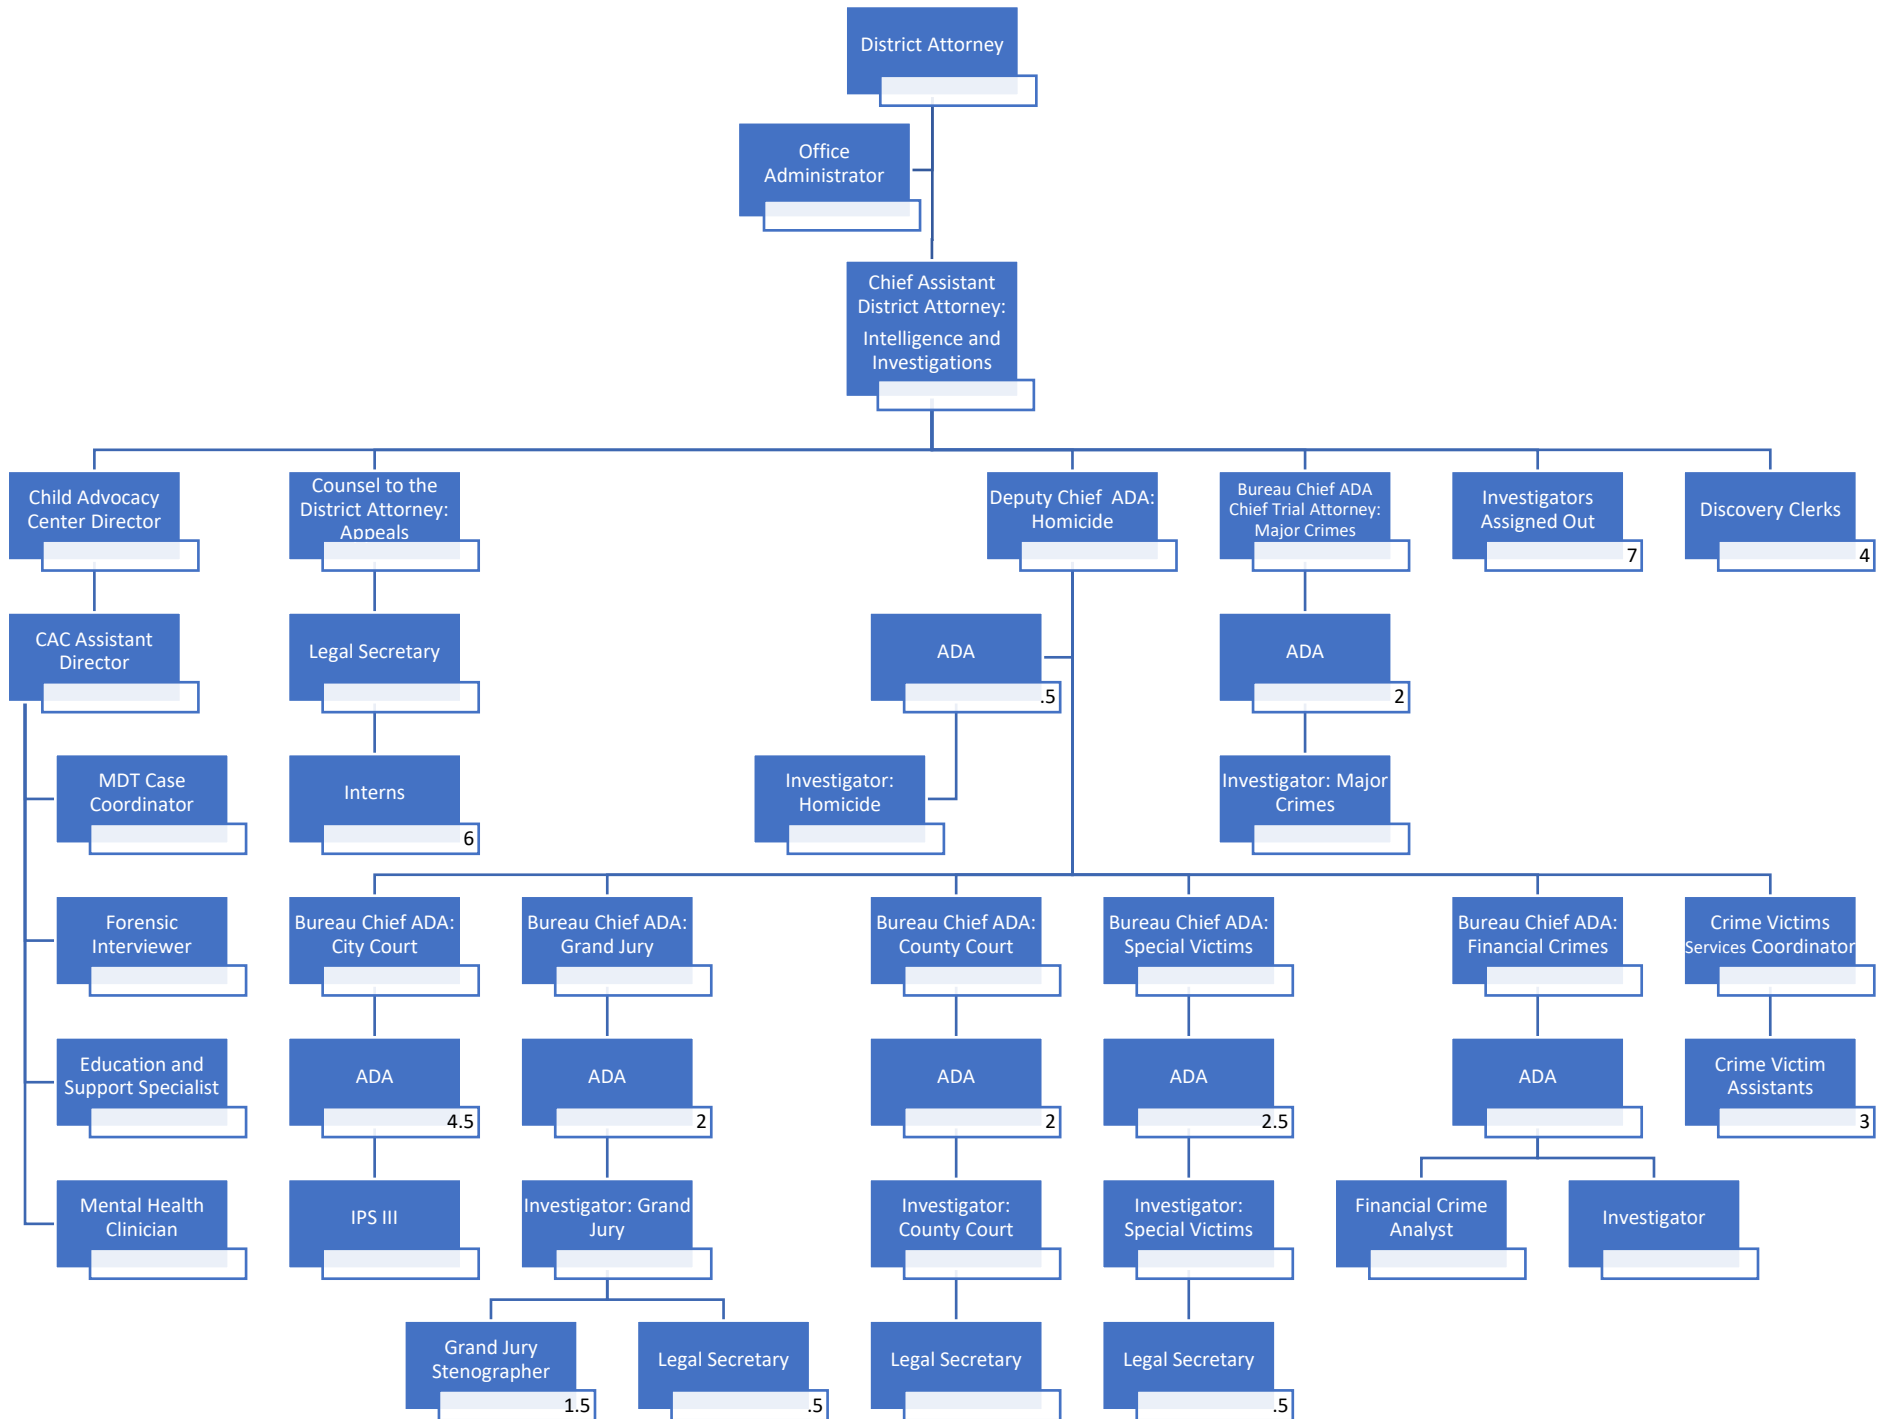 District Attorney
Office
Administrator
Chief Assistant
District Attorney:
Intelligence and
Investigations
Child Advocacy
Center Director
Counsel to the
District Attorney:
Appeals
Deputy Chief ADA:
Homicide
Bureau Chief ADA
Chief Trial Attorney:
Major Crimes
Investigators
Assigned Out
7
Discovery Clerks
4
CAC Assistant
Director
Legal Secretary
ADA
.5
ADA
2
MDT Case
Coordinator
Interns
6
Investigator:
Homicide
Investigator: Major
Crimes
Forensic
Interviewer
Bureau Chief ADA:
City Court
Bureau Chief ADA:
Grand Jury
Bureau Chief ADA:
County Court
Bureau Chief ADA:
Special Victims
Bureau Chief ADA:
Financial Crimes
Crime Victims
Services Coordinator
Education and
Support Specialist
ADA
4.5
ADA
2
ADA
2
ADA
2.5
ADA
Crime Victim
Assistants
3
Mental Health
Clinician
IPS III
Investigator: Grand
Jury
Investigator:
County Court
Investigator:
Special Victims
Financial Crime
Analyst
Investigator
Grand Jury
Stenographer
1.5
Legal Secretary
.5
Legal Secretary
Legal Secretary
.5